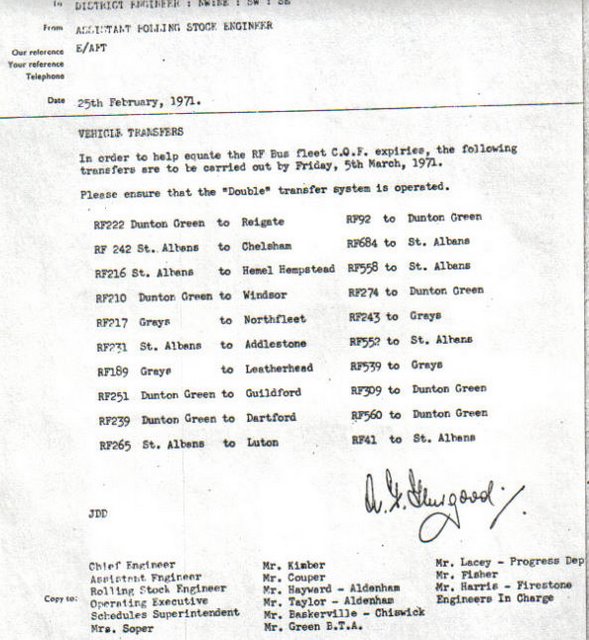 To DISTRICT ENGINEER : NW&NE : SW : SE
From ASSISTANT ROLLING STOCK ENGINEER
Our reference E/APT
Your reference
Telephone
Date 25th February, 1971.
VEHICLE TRANSFERS
In order to help equate the RF Bus fleet C.O.F. expiries, the following
transfers are to be carried out by Friday, 5th March, 1971.
Please ensure that the "Double" transfer system is operated.
RF222 Dunton Green to Reigate RF92 to Dunton Green
RF 242 St. Albans to Chelsham RF684 to St. Albans
RF216 St. Albans to Hemel Hempstead RF558 to St. Albans
RF210 Dunton Green to Windsor RF274 to Dunton Green
RF217 Grays to Northfleet RF243 to Grays
RF231 St. Albans to Addlestone RF552 to St. Albans
RF189 Grays to Leatherhead RF539 to Grays
RF251 Dunton Green to Guildford RF309 to Dunton Green
RF239 Dunton Green to Dartford RF560 to Dunton Green
RF265 St. Albans to Luton RF41 to St. Albans
JDD
Copy to:
Chief Engineer
Assistant Engineer
Rolling Stock Engineer
Operating Executive
Schedules Superintendent
Mrs. Soper
Mr. Kimber
Mr. Couper
Mr. Hayward - Aldenham
Mr. Taylor - Aldenham
Mr. Baskerville - Chiswick
Mr. Green B.T.A.
Mr. Lacey - Progress Dep
Mr. Fisher
Mr. Harris - Firestone
Engineers In Charge